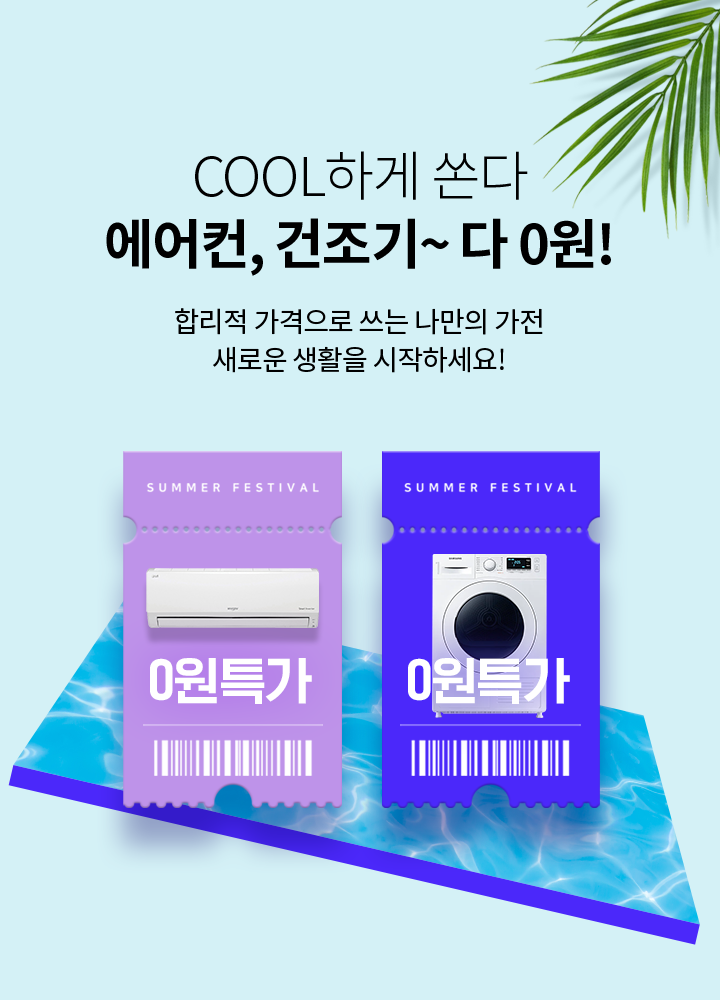 COOL하게 쏜다
에어컨, 건조기~ 다 0원!
합리적 가격으로 쓰는 나만의 가전
새로운 생활을 시작하세요!
SUMMER FESTIVAL
0원특가
SUMMER FESTIVAL
SAMSUNG
0원특가